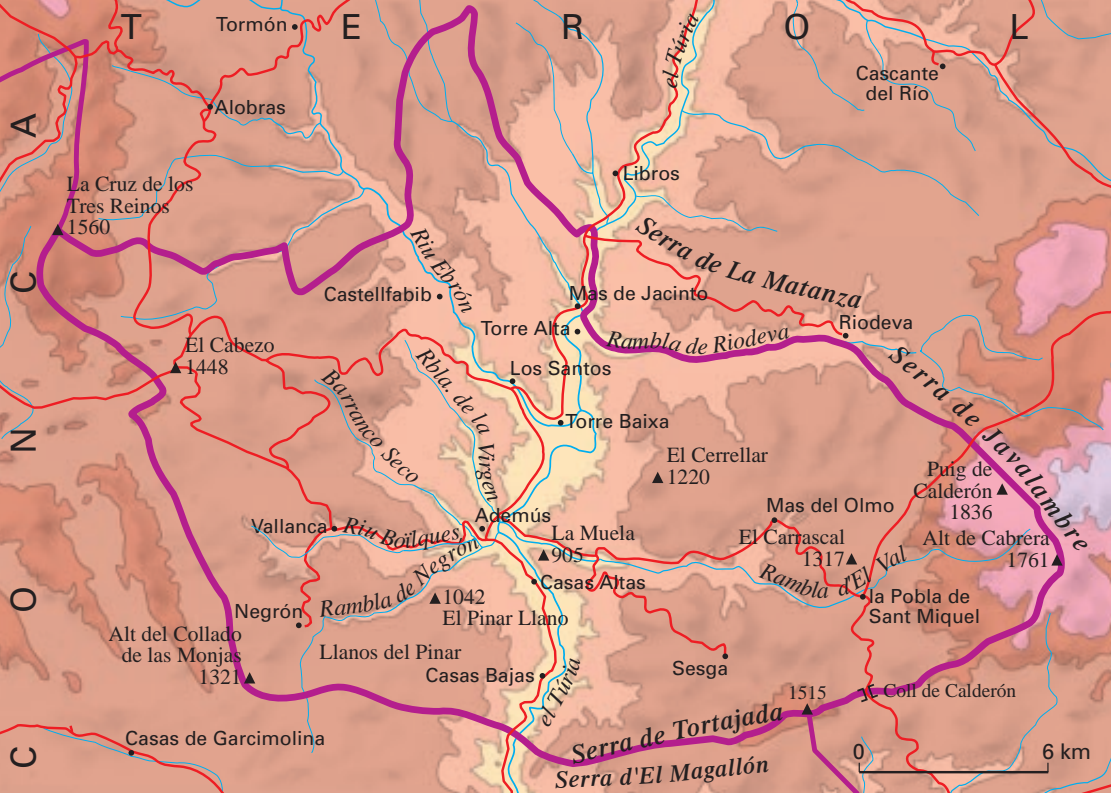 T E R O L
Tormón
el Túria
Cascante
del Río
Alobras
A
Libros
La Cruz de los
Tres Reinos
1560
Serra de La Matanza
Riu Ebrón
C
Castellfabib
Mas de Jacinto
Torre Alta
Rambla de Riodeva
Riodeva
El Cabezo
1448
Rbla. de la Virgen
Los Santos
Serra de Javalambre
Barranco Seco
Torre Baixa
N
El Cerrellar
1220
Puig de
Calderón
1836
Mas del Olmo
Ademús
Vallanca
Riu Boïlques
La Muela
905
El Carrascal
1317
Alt de Cabrera
1761
Rambla de Negrón
Casas Altas
Rambla d'El Val
O
1042
El Pinar Llano
la Pobla de
Sant Miquel
Negrón
Alt del Collado
de las Monjas
1321
Llanos del Pinar
Casas Bajas
Sesga
el Túria
1515
Coll de Calderón
Serra de Tortajada
Casas de Garcimolina
C
Serra d'El Magallón
0 6 km